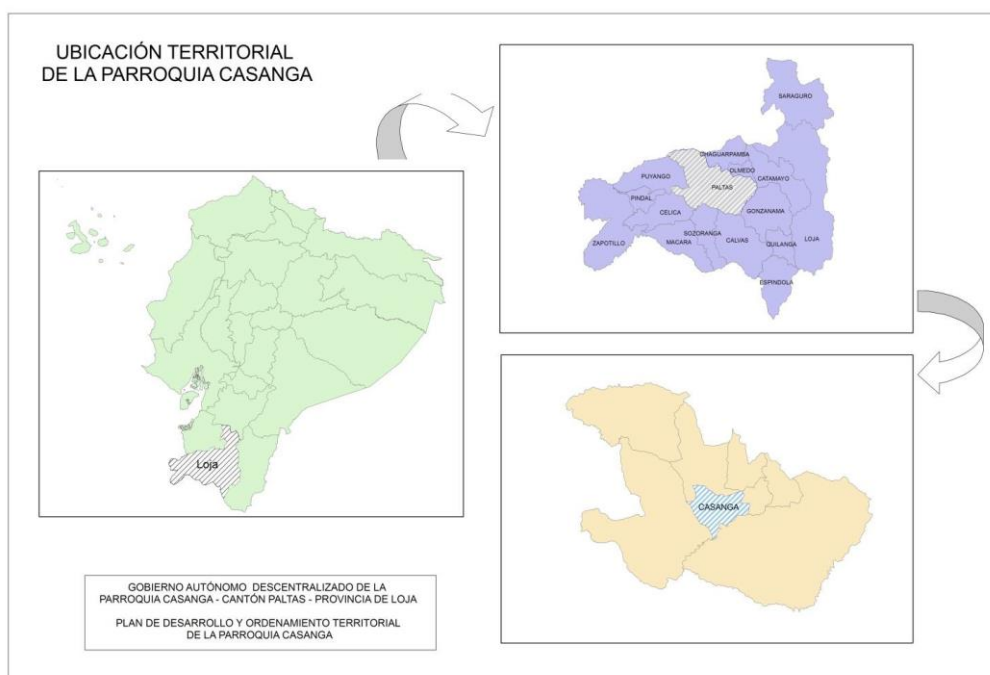 UBICACIÓN TERRITORIAL
DE LA PARROQUIA CASANGA
Loja
SARAGURO
CHAGUARPAMBA
OLMEDO
CATAMAYO
PUYANGO
PALTAS
PINDAL
CELICA
GONZANAMA
SOZORANGA
ZAPOTILLO
MACARA
CALVAS
QUILANGA
LOJA
ESPINDOLA
CASANGA
GOBIERNO AUTÓNOMO DESCENTRALIZADO DE LA
PARROQUIA CASANGA - CANTÓN PALTAS - PROVINCIA DE LOJA
PLAN DE DESARROLLO Y ORDENAMIENTO TERRITORIAL
DE LA PARROQUIA CASANGA